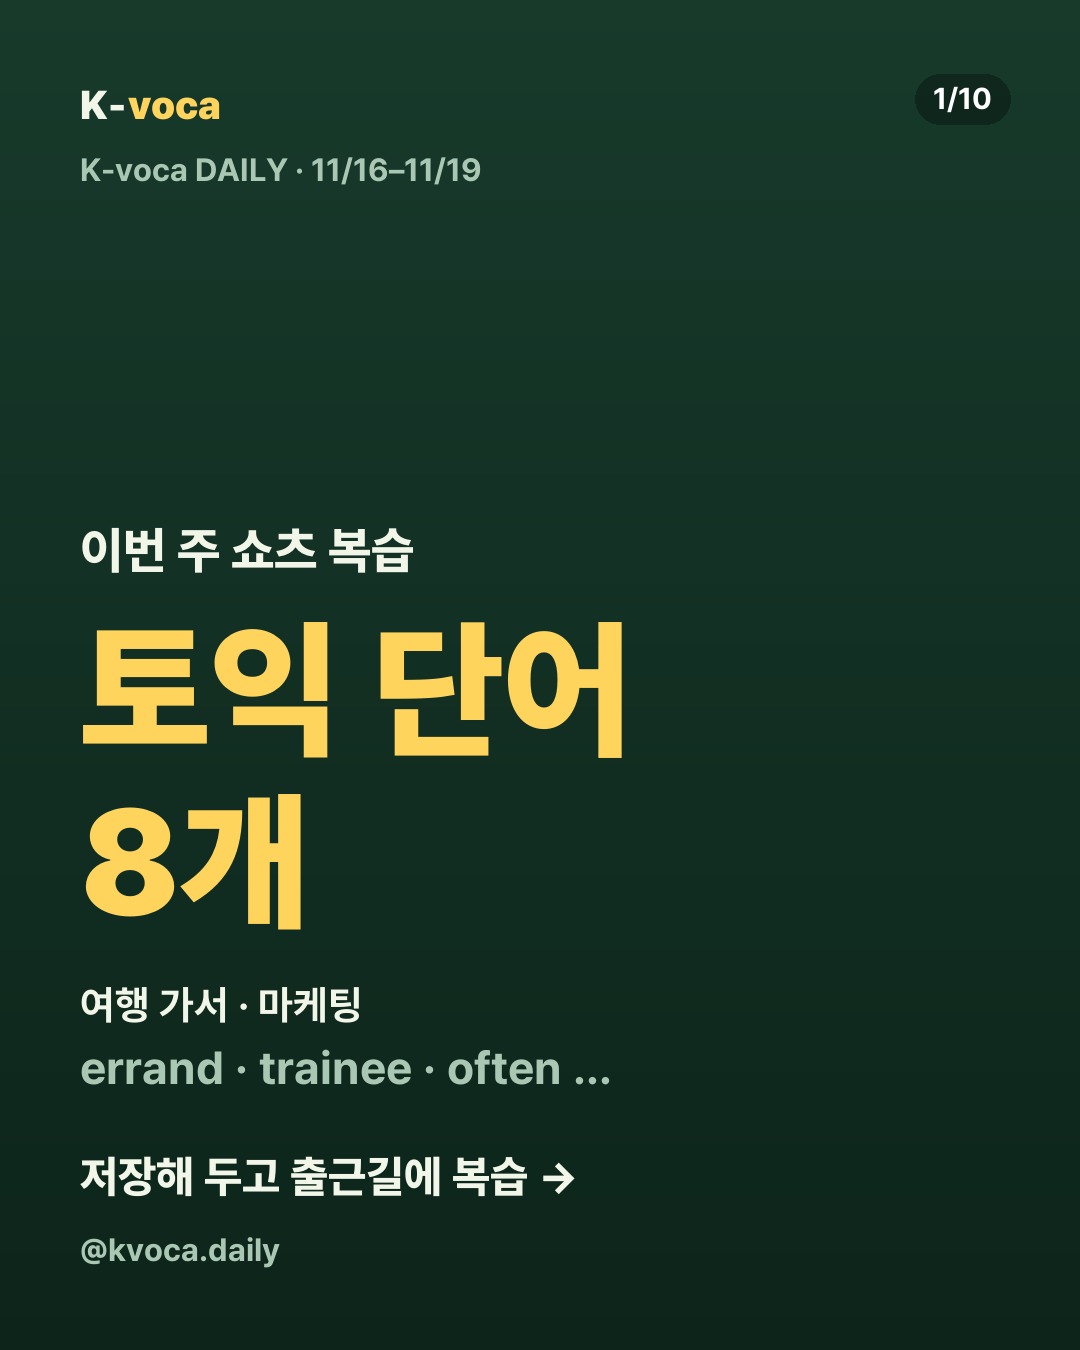 K-voca
1/10
K-voca DAILY · 11/16–11/19
이번 주 쇼츠 복습
토익 단어
8개
여행 가서 · 마케팅
errand · trainee · often ...
저장해 두고 출근길에 복습 →
@kvoca.daily